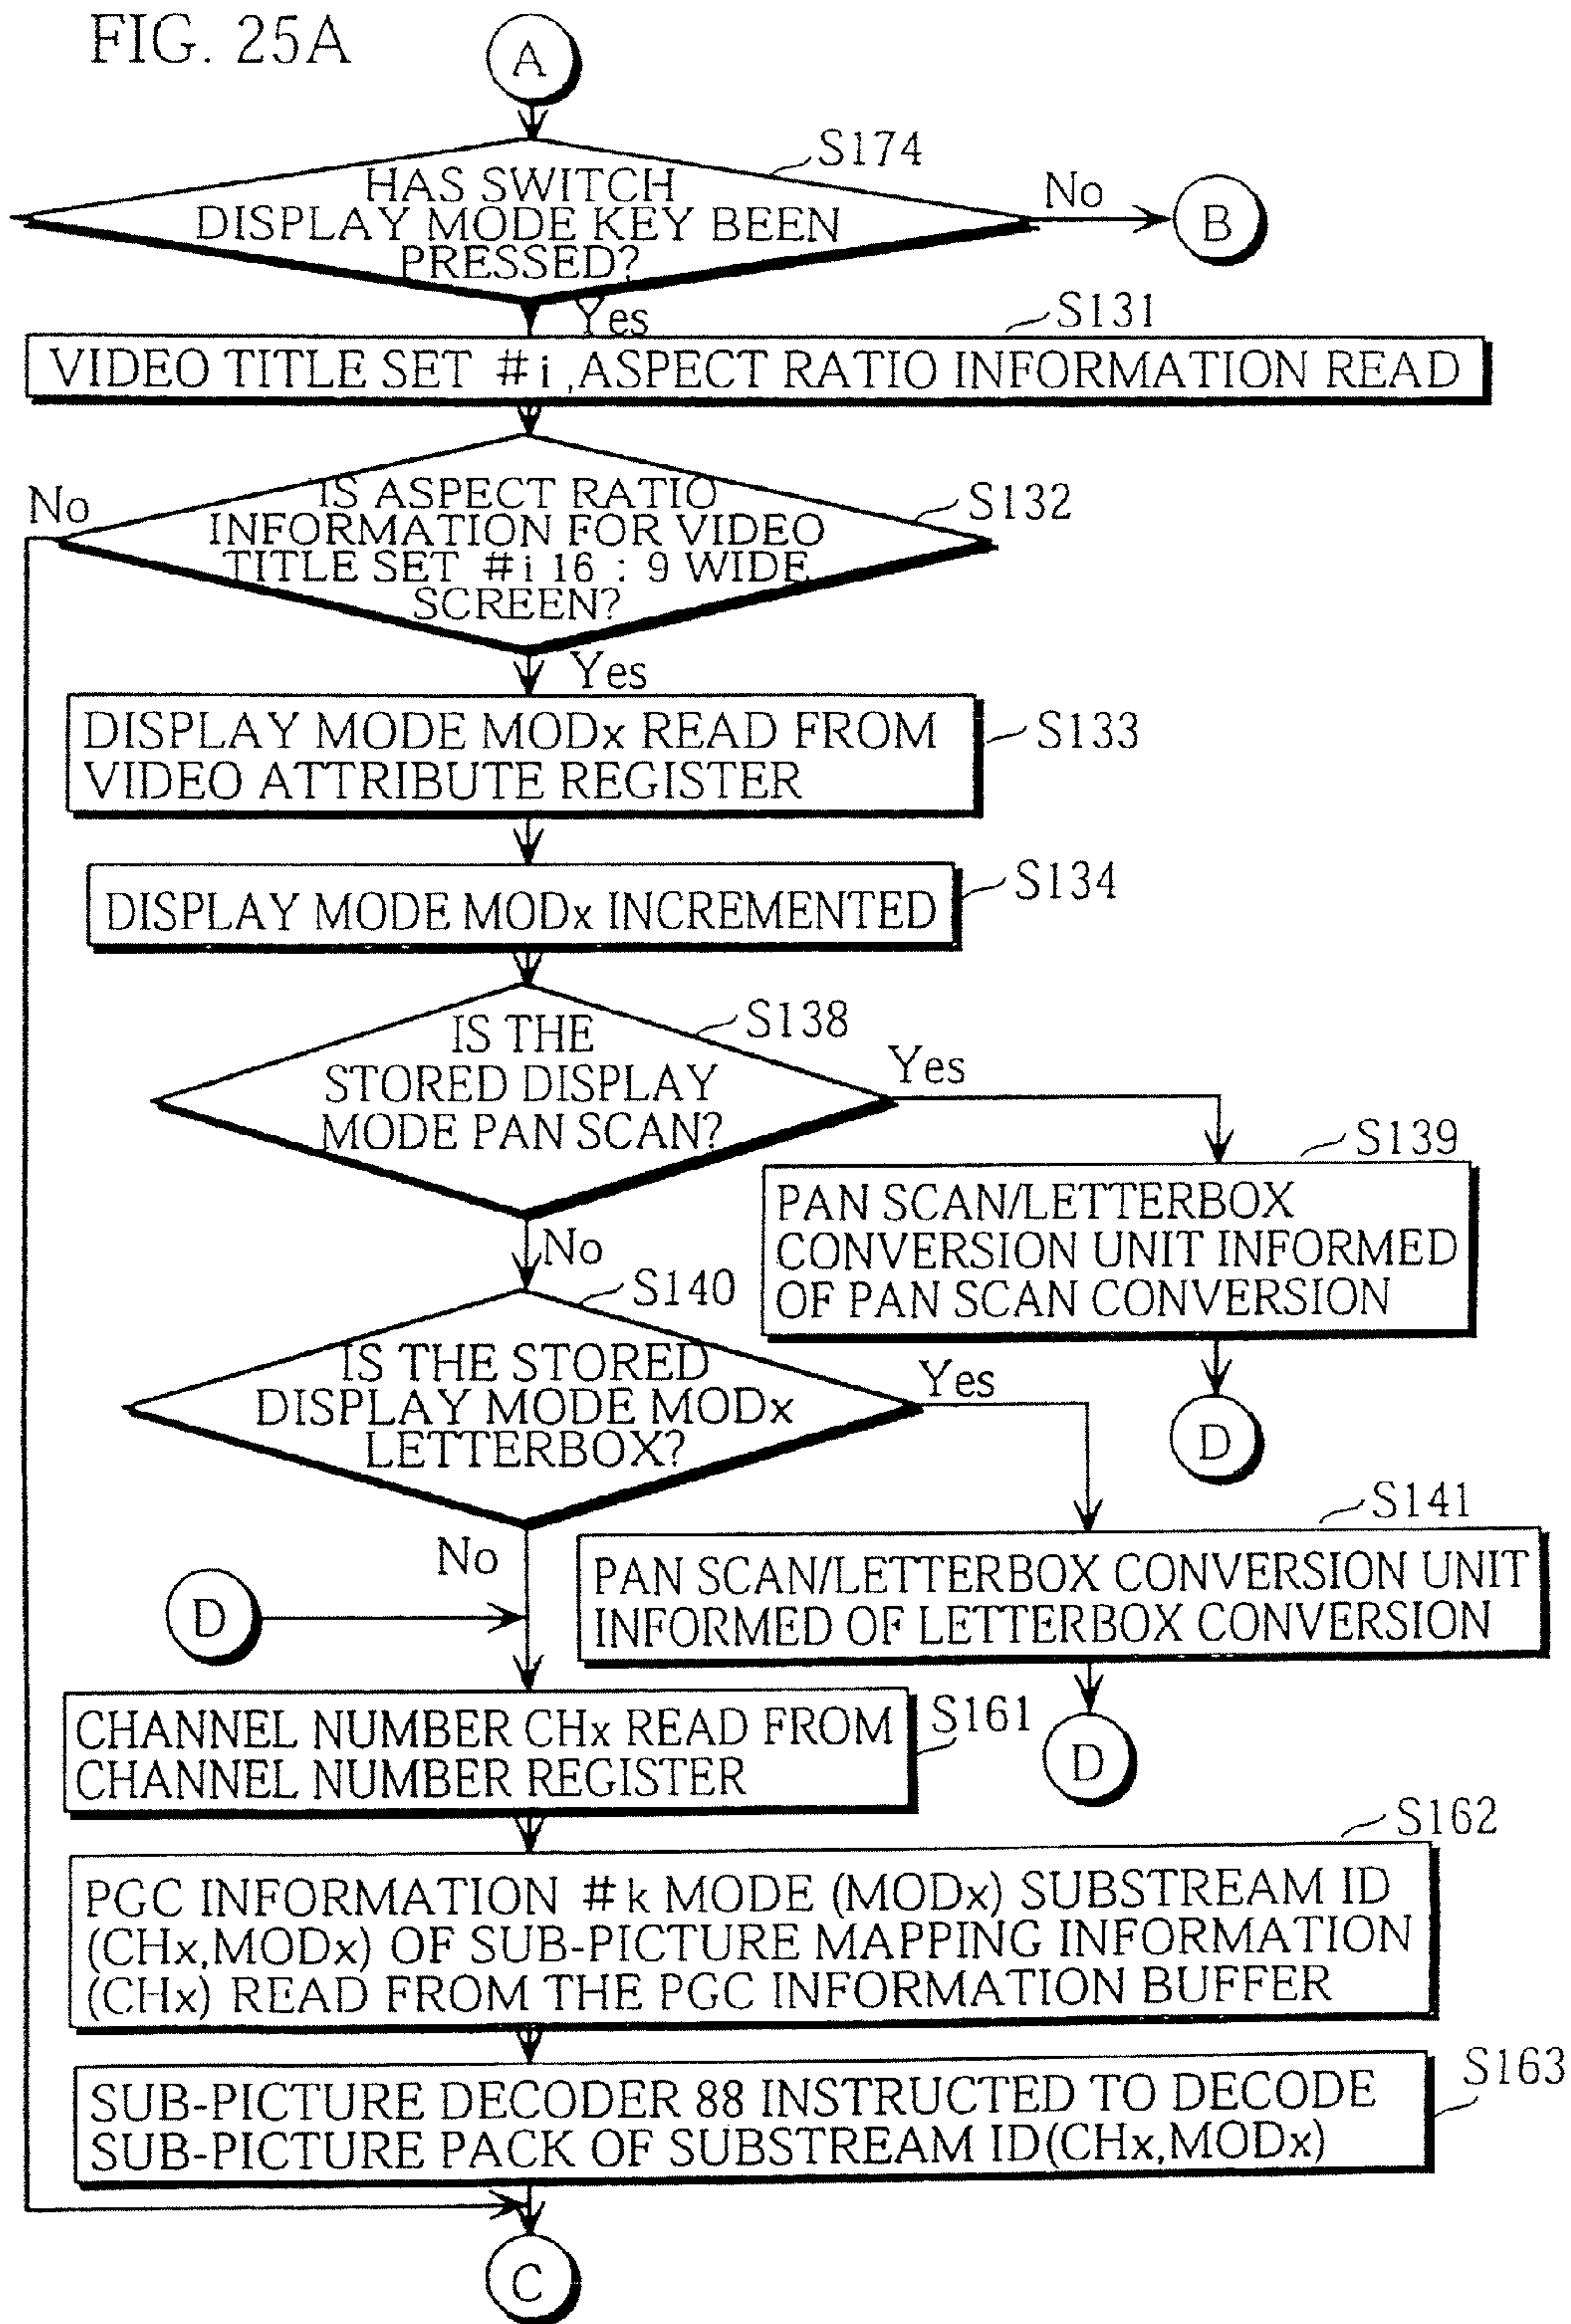 FIG. 25A
A
S174
HAS SWITCH
DISPLAY MODE KEY BEEN
PRESSED?
No
B
Yes
S131
VIDEO TITLE SET #i ,ASPECT RATIO INFORMATION READ
No
IS ASPECT RATIO
INFORMATION FOR VIDEO
TITLE SET #i 16 : 9 WIDE
SCREEN?
S132
Yes
DISPLAY MODE MODx READ FROM
VIDEO ATTRIBUTE REGISTER
S133
DISPLAY MODE MODx INCREMENTED
S134
IS THE
STORED DISPLAY
MODE PAN SCAN?
S138
Yes
S139
PAN SCAN/LETTERBOX
CONVERSION UNIT INFORMED
OF PAN SCAN CONVERSION
D
No
S140
IS THE STORED
DISPLAY MODE MODx
LETTERBOX?
Yes
S141
PAN SCAN/LETTERBOX CONVERSION UNIT
INFORMED OF LETTERBOX CONVERSION
D
No
D
CHANNEL NUMBER CHx READ FROM
CHANNEL NUMBER REGISTER
S161
S162
PGC INFORMATION #k MODE (MODx) SUBSTREAM ID
(CHx,MODx) OF SUB-PICTURE MAPPING INFORMATION
(CHx) READ FROM THE PGC INFORMATION BUFFER
S163
SUB-PICTURE DECODER 88 INSTRUCTED TO DECODE
SUB-PICTURE PACK OF SUBSTREAM ID(CHx,MODx)
C